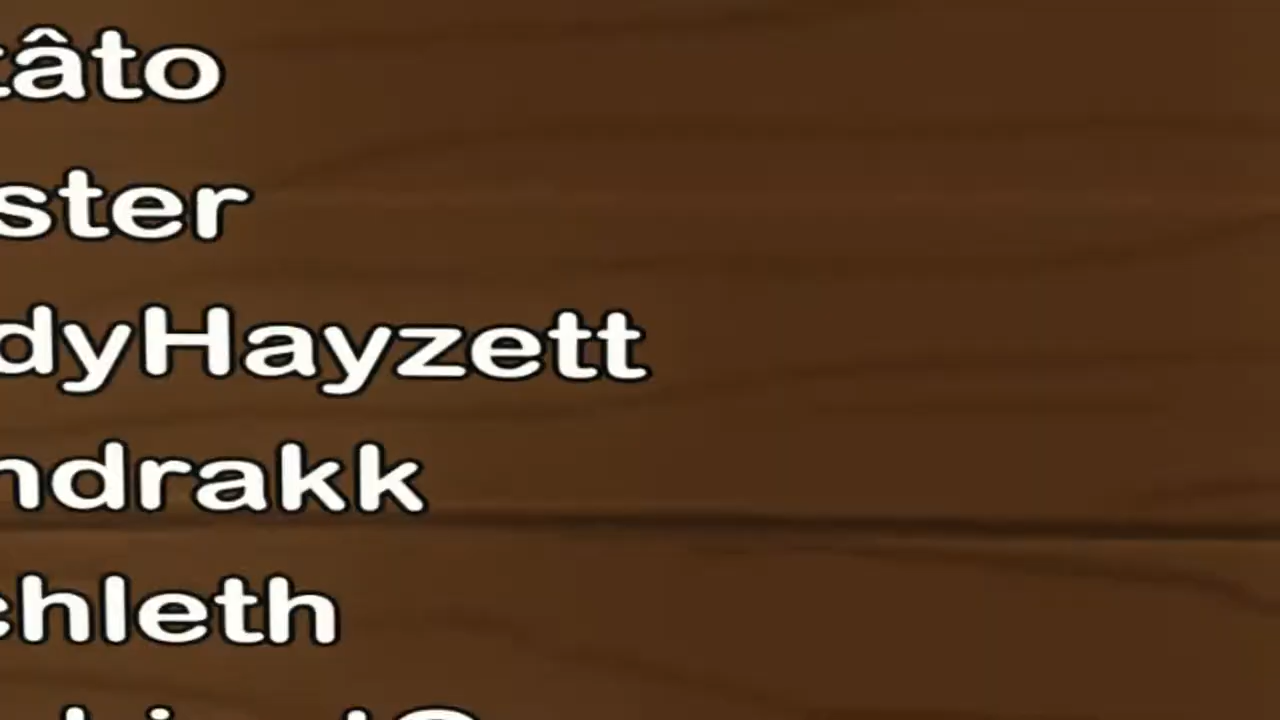 tâto
ster
dyHayzett
ndrakk
chleth